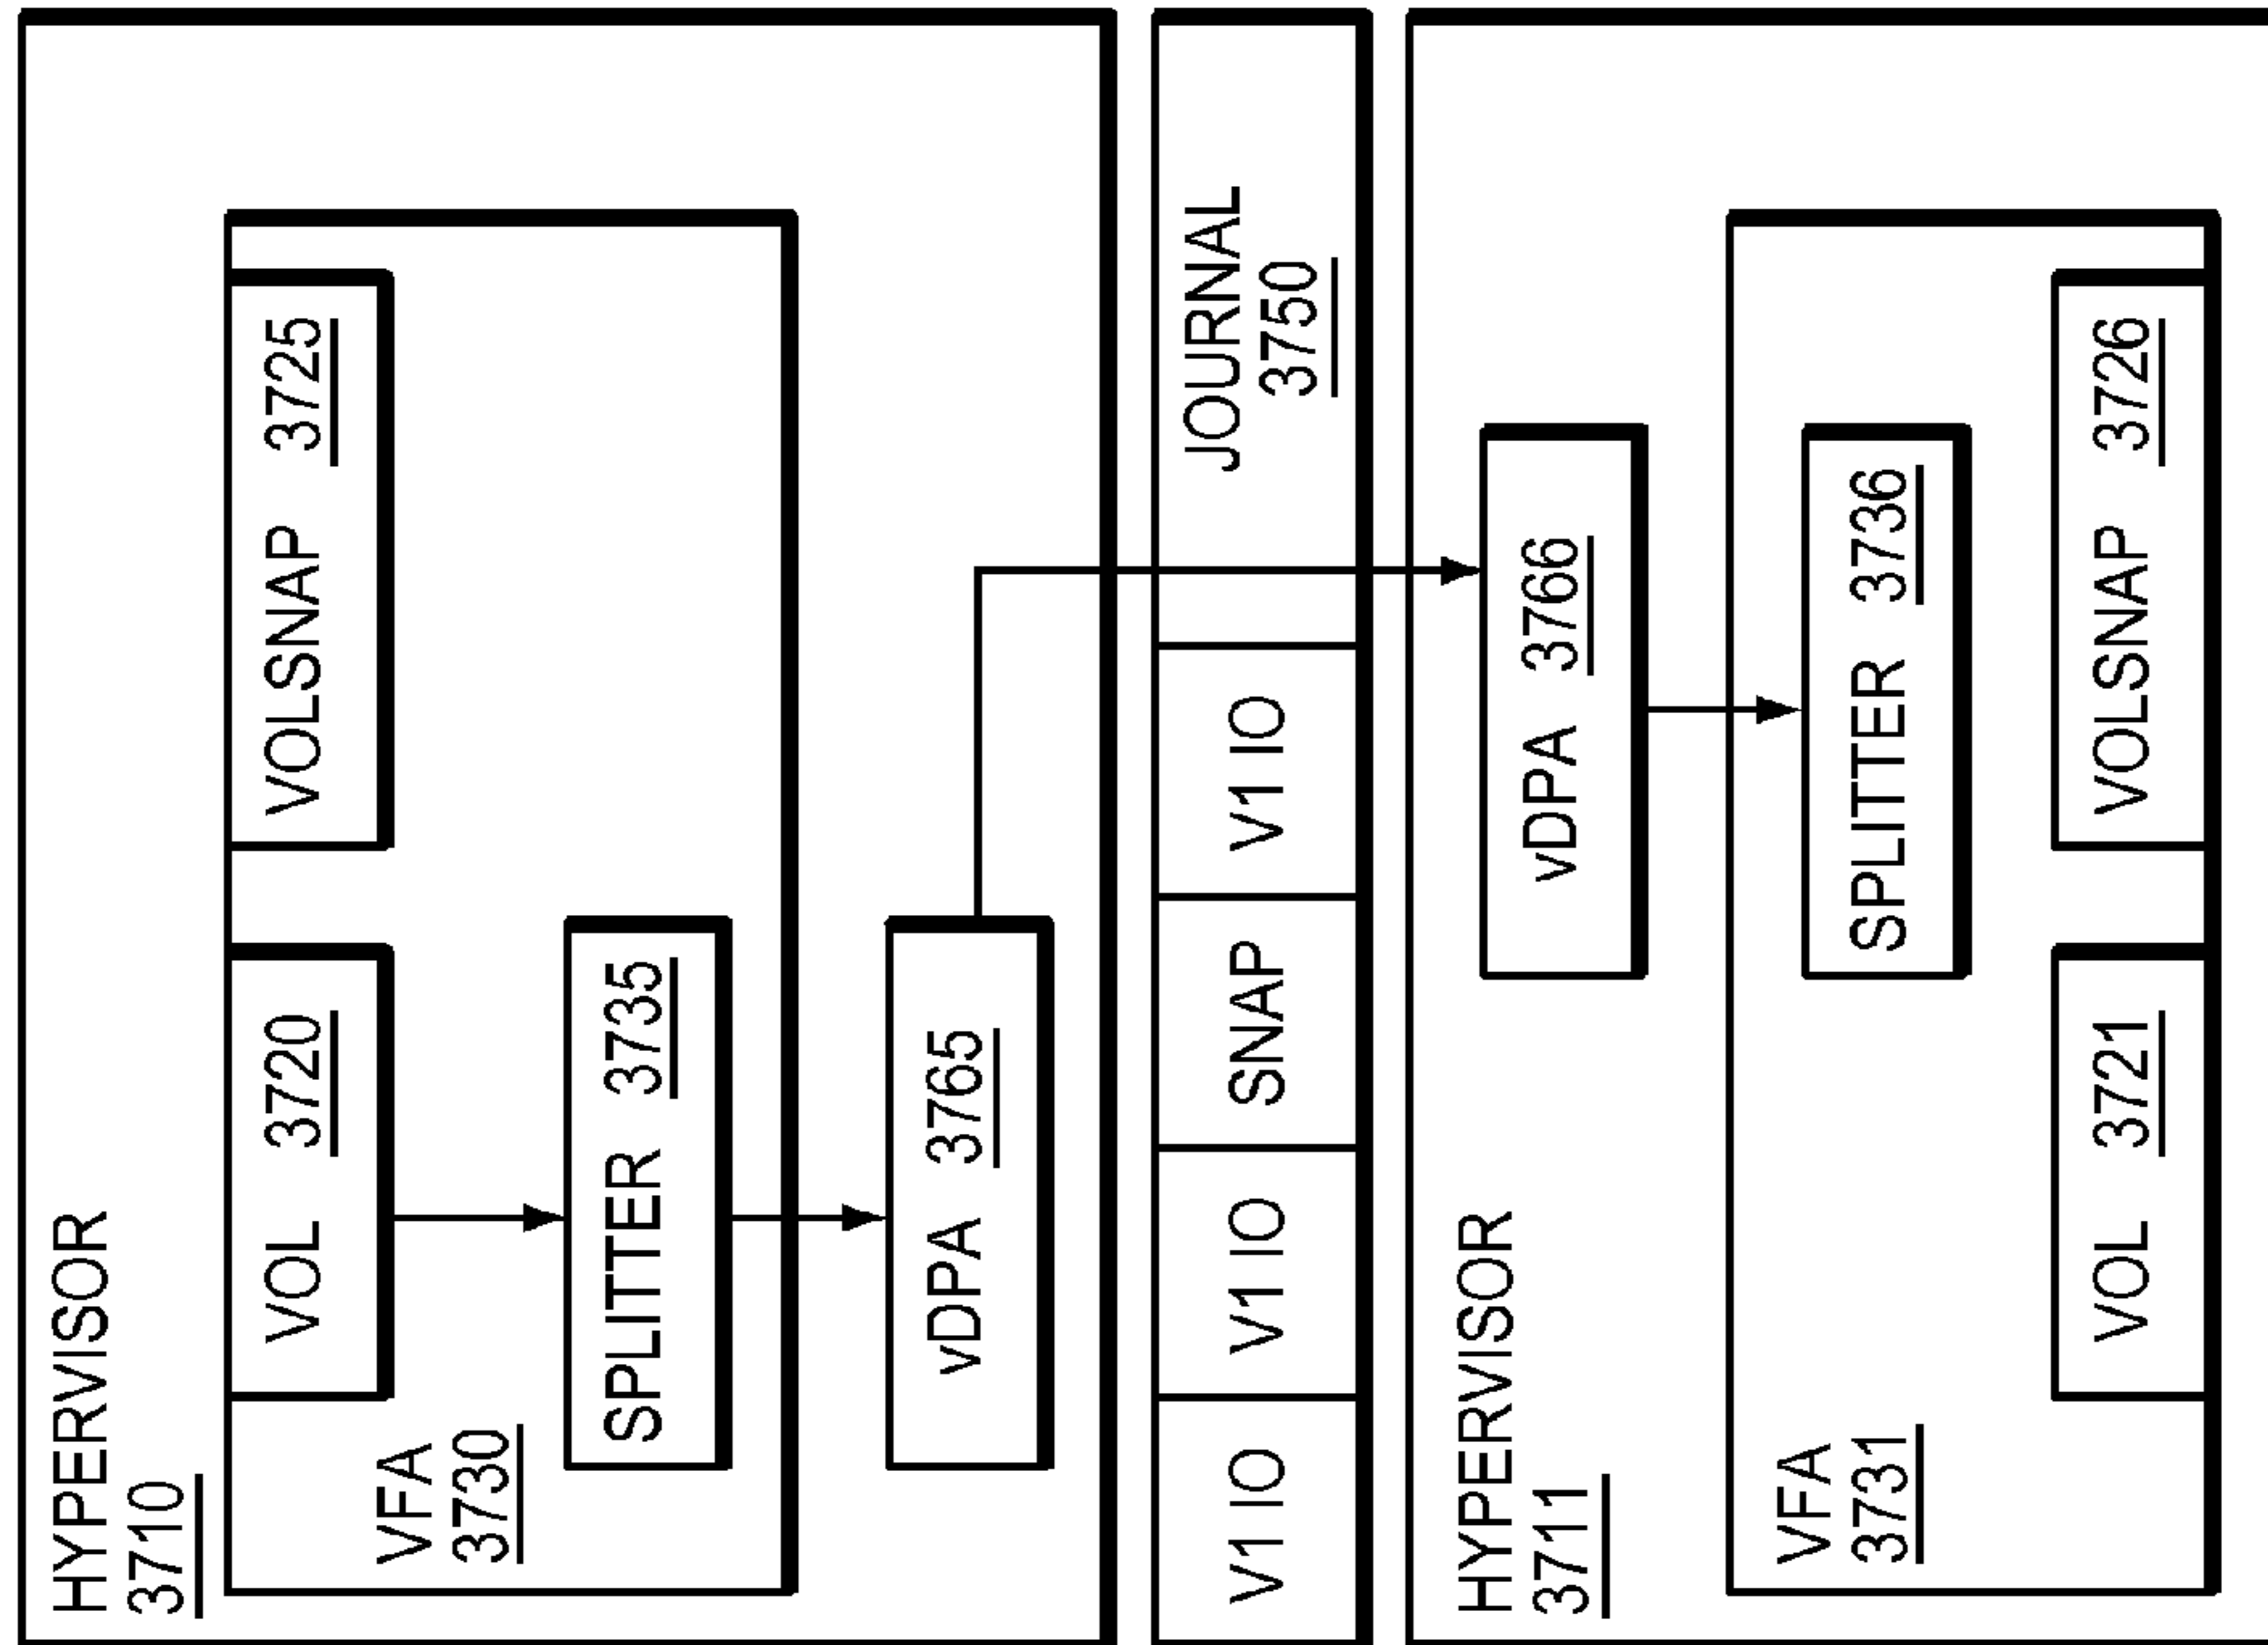 HYPERVISOR
3710
VOL 3720
VOLSNAP 3725
VFA
3730
SPLITTER 3735
vDPA 3765
V1 IO
V1 IO
SNAP
V1 IO
JOURNAL
3750
HYPERVISOR
3711
vDPA 3766
VFA
3731
SPLITTER 3736
VOL 3721
VOLSNAP 3726